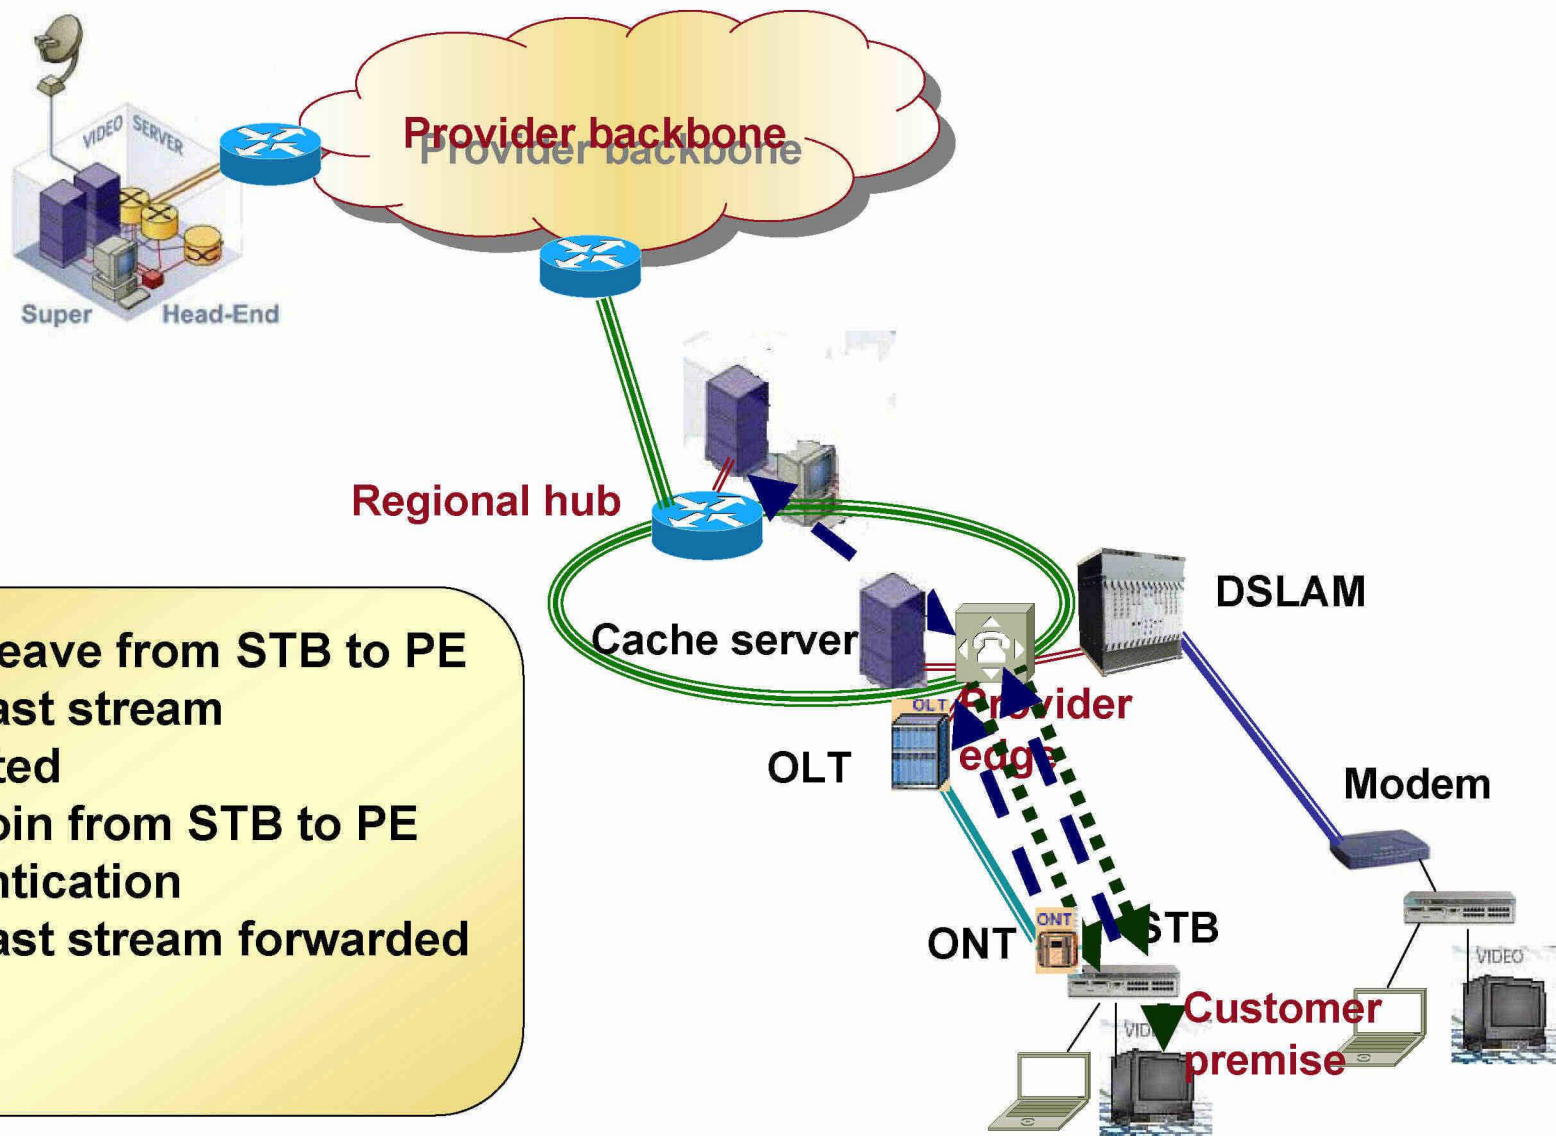 VIDEO SERVER
Provider backbone
Super Head-End
Regional hub
DSLAM
eave from STB to PE
Cache server
ast stream
OLT
Provider
edge
ted
OLT
Modem
oin from STB to PE
ntication
ONT
ast stream forwarded
ONT
STB
VIDEO
Customer
premise